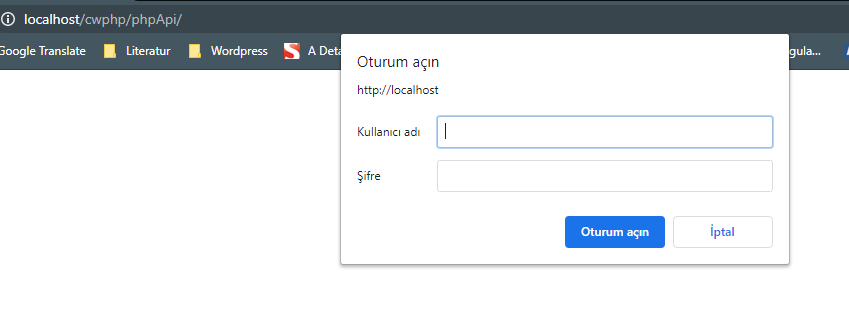 localhost/cwphp/phpApi/
Google Translate Literatur Wordpress S A Deta gula...
Oturum açın
http://localhost
Kullanıcı adı
Şifre
Oturum açın İptal